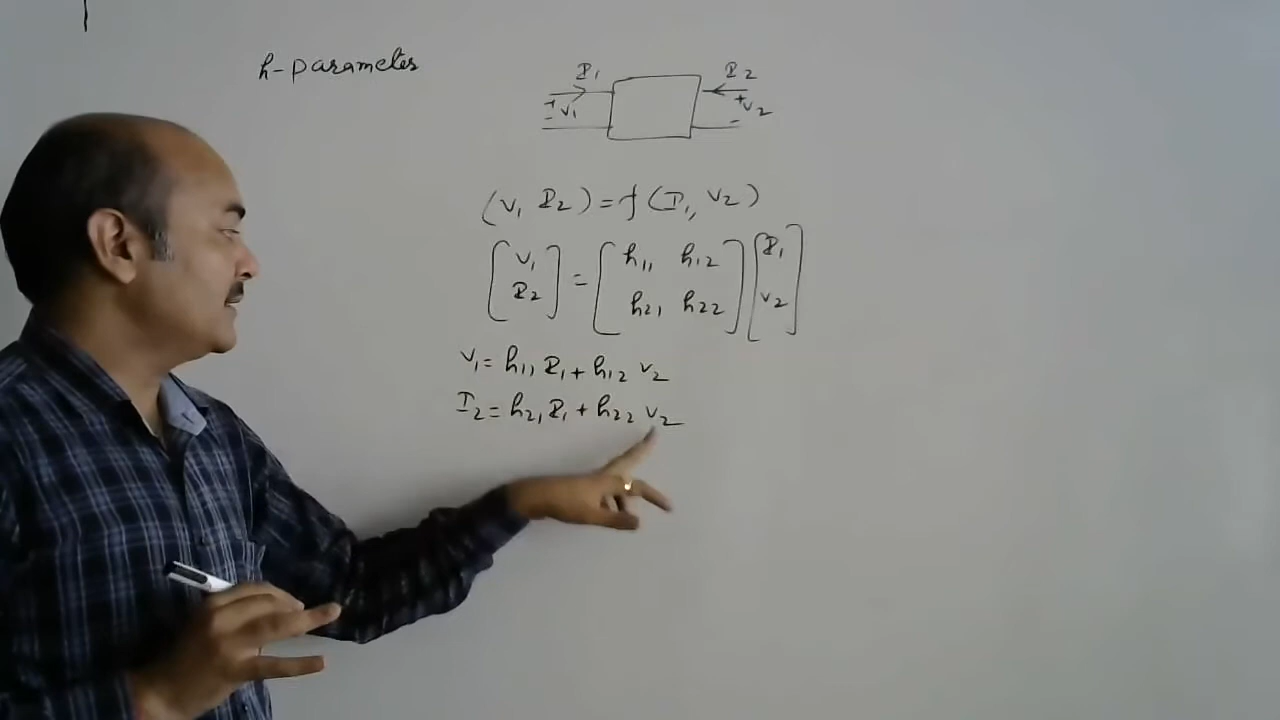 h-parameter
I1 I2
+ V1 - + V2 -
(V1 I2) = f (I1, V2)
[V1 I2] = [h11 h12 h21 h22] [I1 V2]
V1 = h11 I1 + h12 V2
I2 = h21 I1 + h22 V2